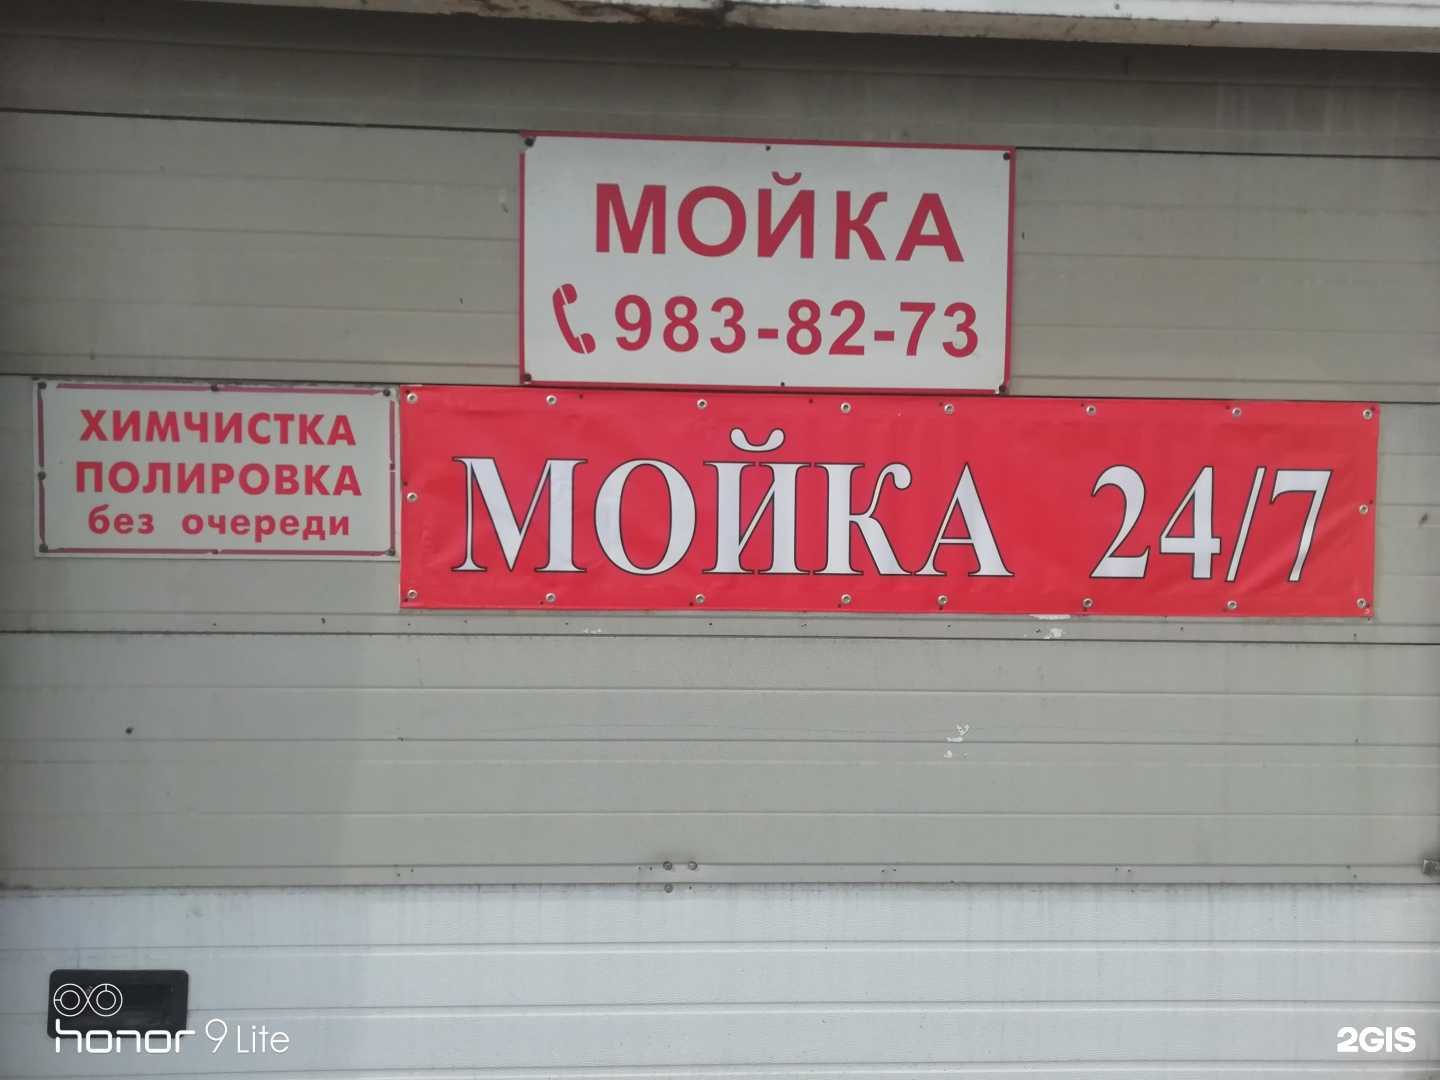 МОЙКА
983-82-73
ХИМЧИСТКА
ПОЛИРОВКА
без очереди
МОЙКА 24/7
honor 9 Lite
2GIS